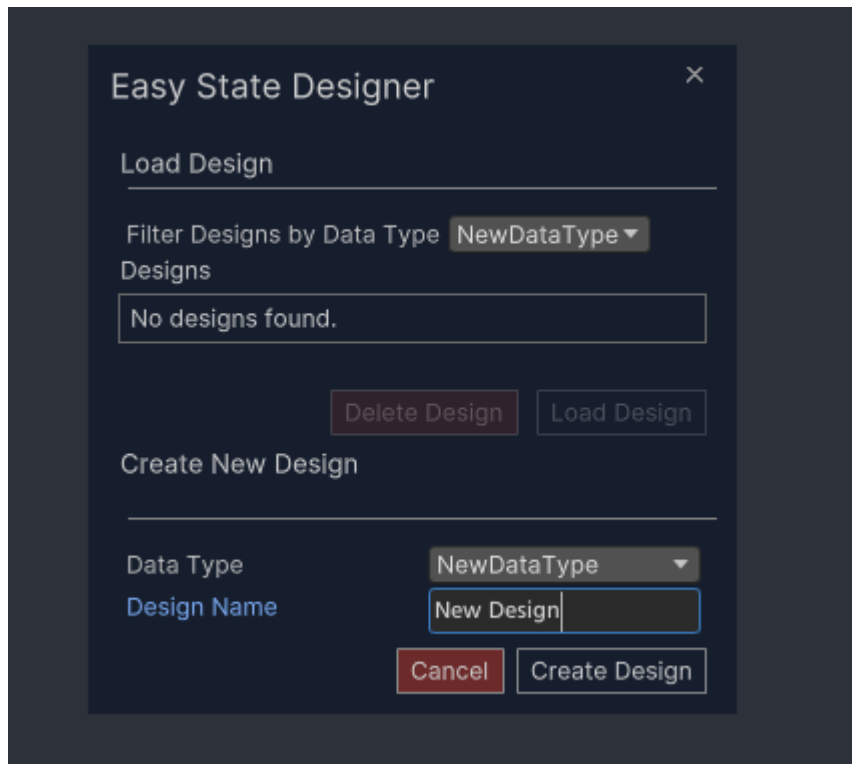 Easy State Designer
Load Design
Filter Designs by Data Type NewDataType
Designs
No designs found.
Delete Design Load Design
Create New Design
Data Type NewDataType
Design Name New Design
Cancel Create Design